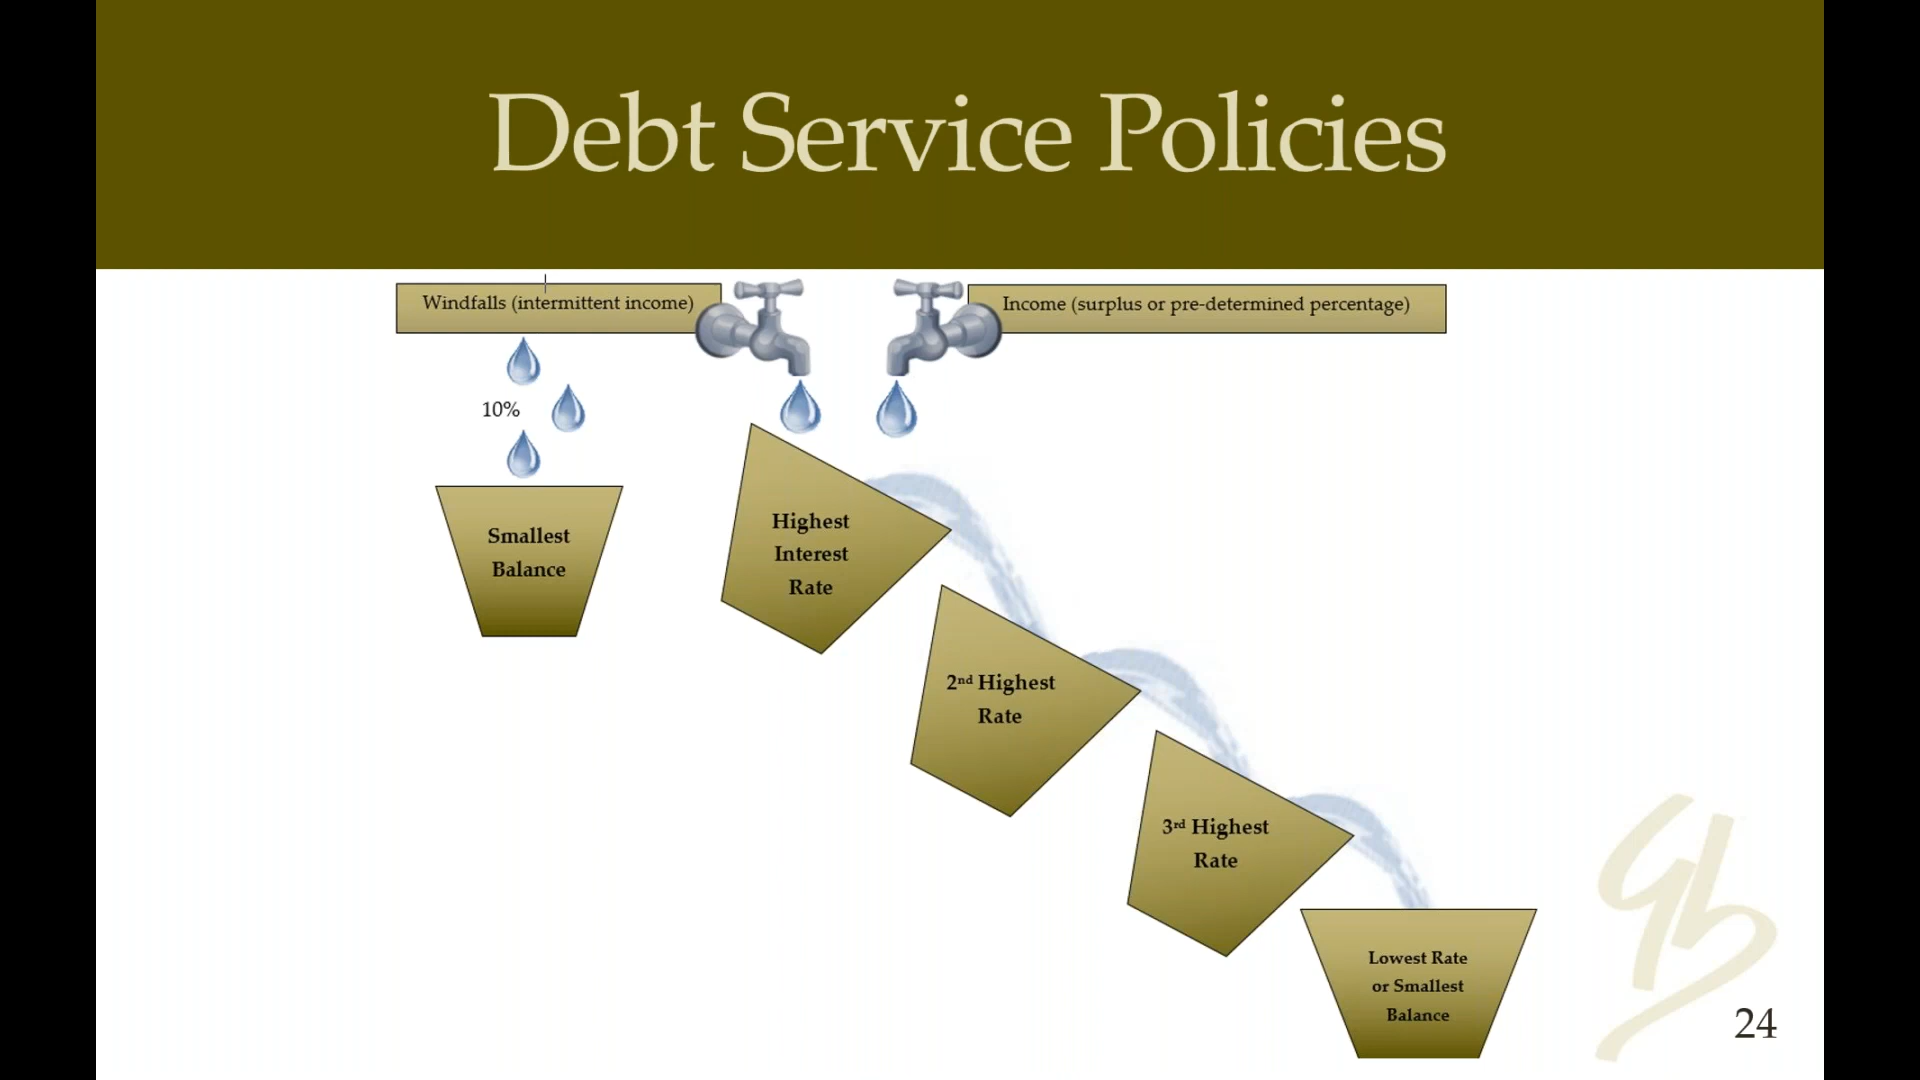 Debt Service Policies
Windfalls (intermittent income)
Income (surplus or pre-determined percentage)
10%
Smallest
Balance
Highest
Interest
Rate
2nd Highest
Rate
3rd Highest
Rate
Lowest Rate
or Smallest
Balance
24